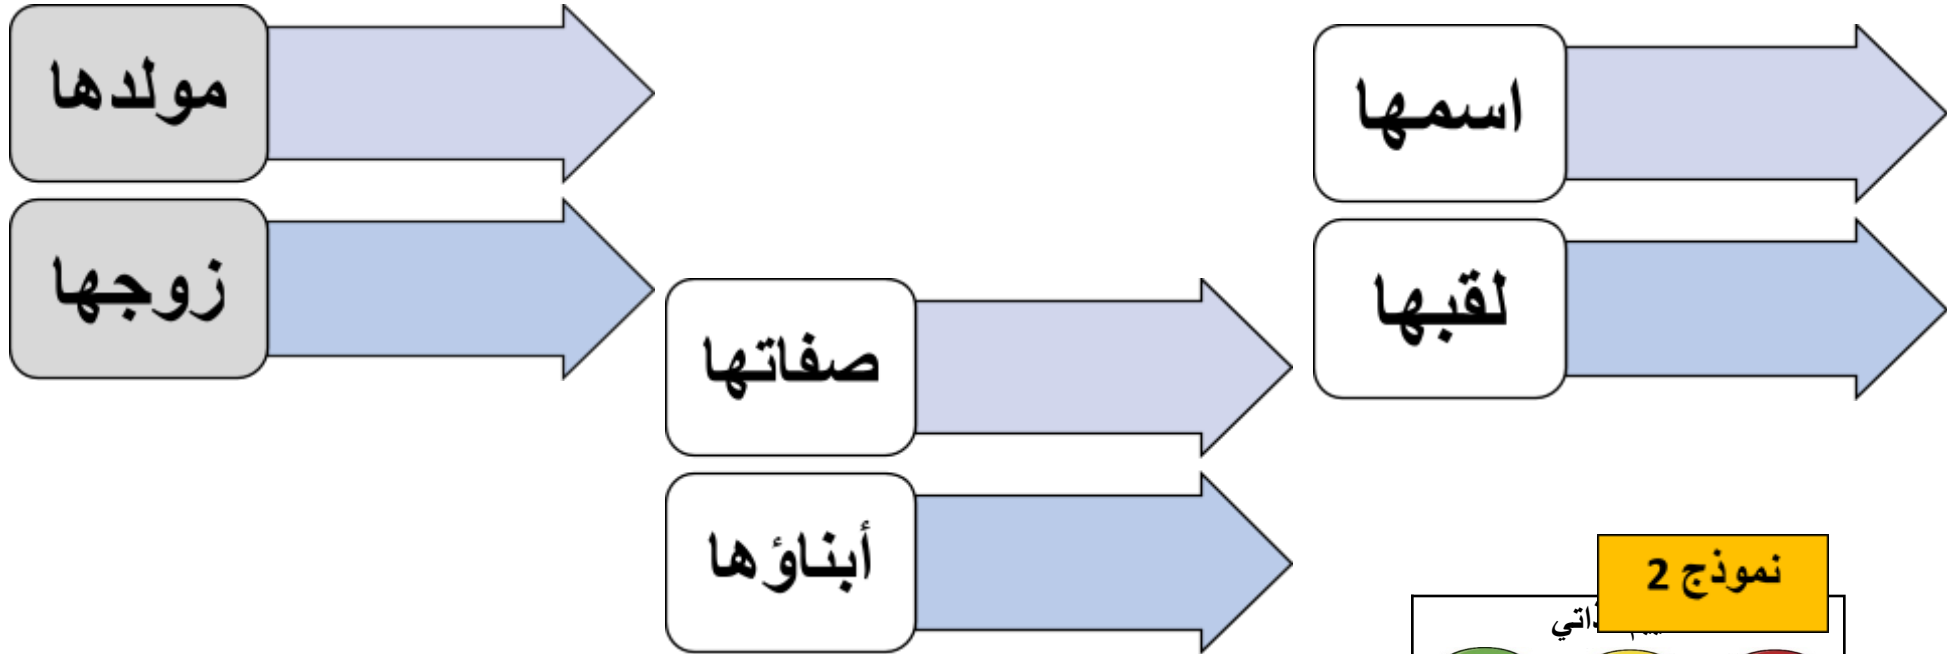 اسمها
لقبها
صفاتها
أبناؤها
مولدها
زوجها
نموذج 2